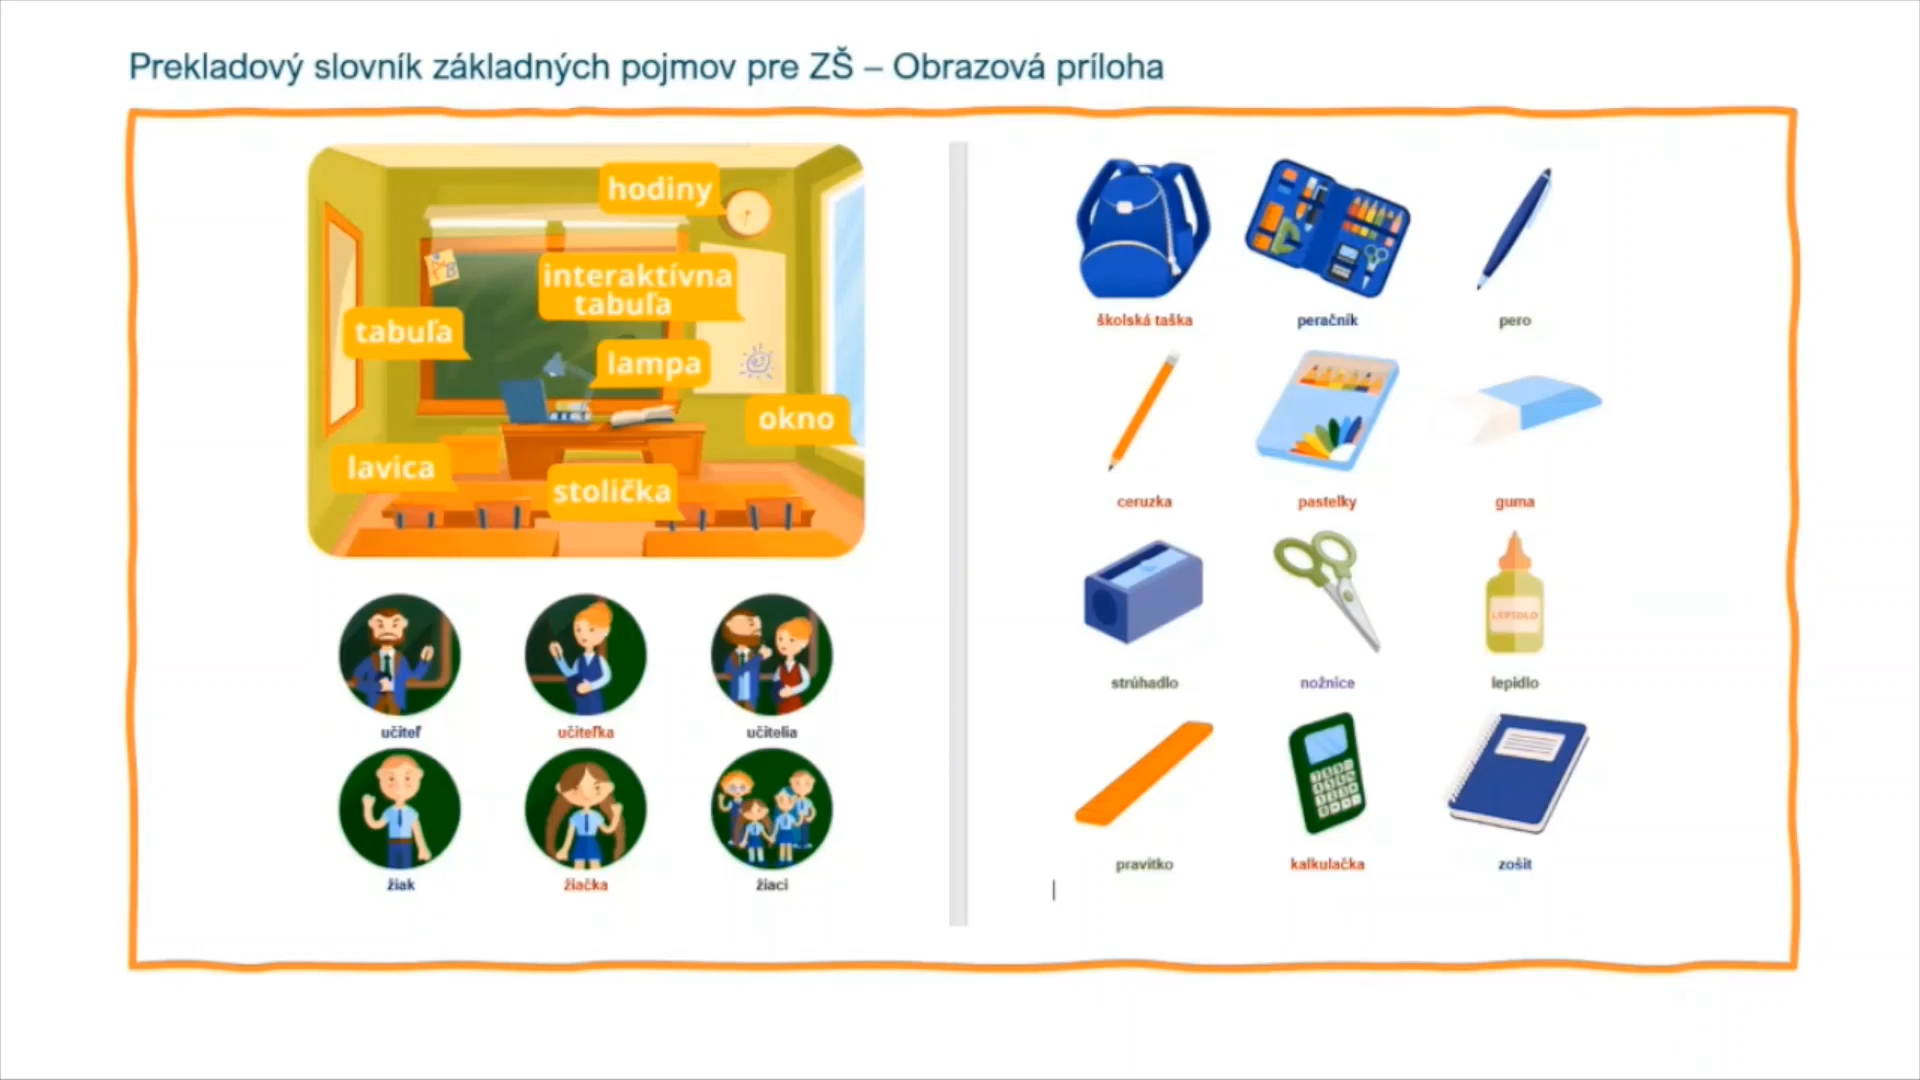 Prekladový slovník základných pojmov pre ZŠ – Obrazová príloha
hodiny
interaktívna
tabuľa
tabuľa
lampa
okno
lavica
stolička
učiteľ
učiteľka
učitelia
žiak
žiačka
žiaci
školská taška
peračník
pero
ceruzka
pastelky
guma
LEPIDLO
strúhadlo
nožnice
lepidlo
pravítko
kalkulačka
zošit